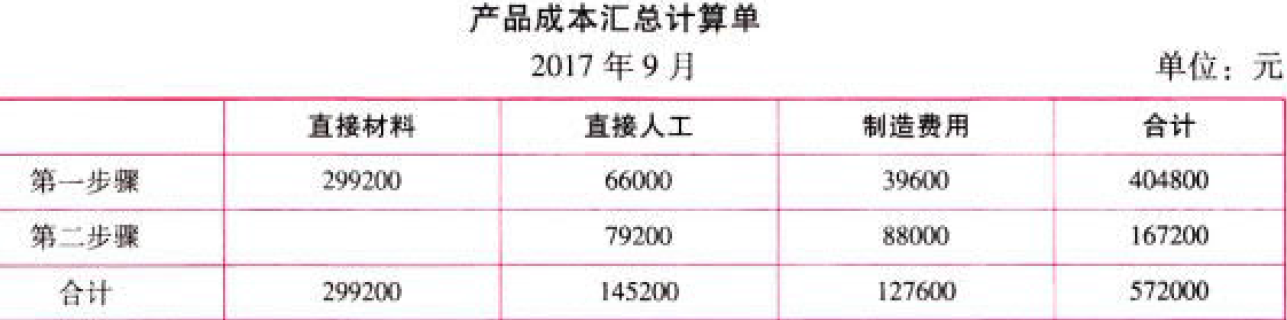 产品成本汇总计算单
2017 年 9 月 单位：元
直接材料 直接人工 制造费用 合计
第一步骤 299200 66000 39600 404800
第二步骤 79200 88000 167200
合计 299200 145200 127600 572000